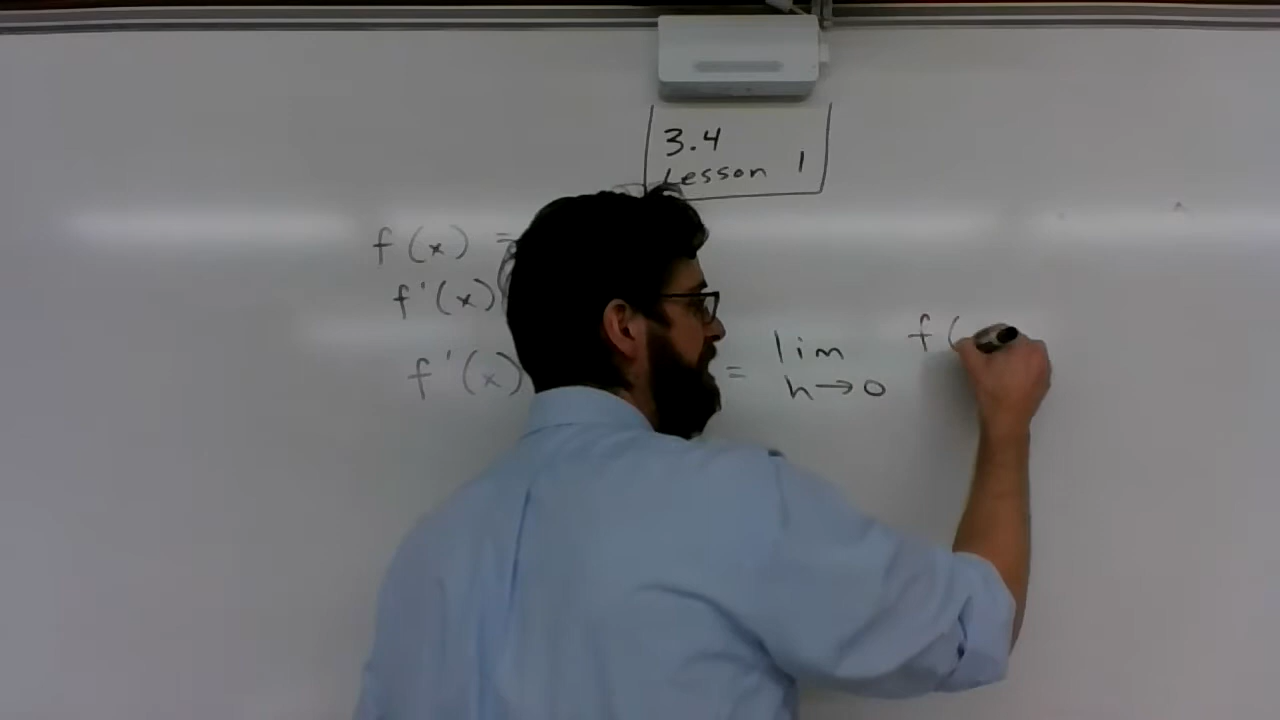 3.4
Lesson 1
f(x) =
f'(x)
f'(x) = lim f(
h→0